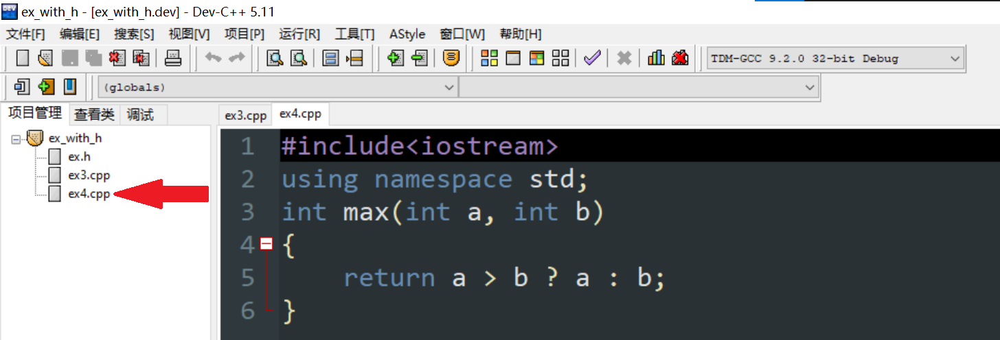 ex_with_h - [ex_with_h.dev] - Dev-C++ 5.11
文件[F] 编辑[E] 搜索[S] 视图[V] 项目[P] 运行[R] 工具[T] AStyle 窗口[W] 帮助[H]
TDM-GCC 9.2.0 32-bit Debug
(globals)
项目管理 查看类 调试
ex_with_h
ex.h
ex3.cpp
ex4.cpp
ex3.cpp ex4.cpp
1 #include<iostream>
2 using namespace std;
3 int max(int a, int b)
4 {
5 return a > b ? a : b;
6 }